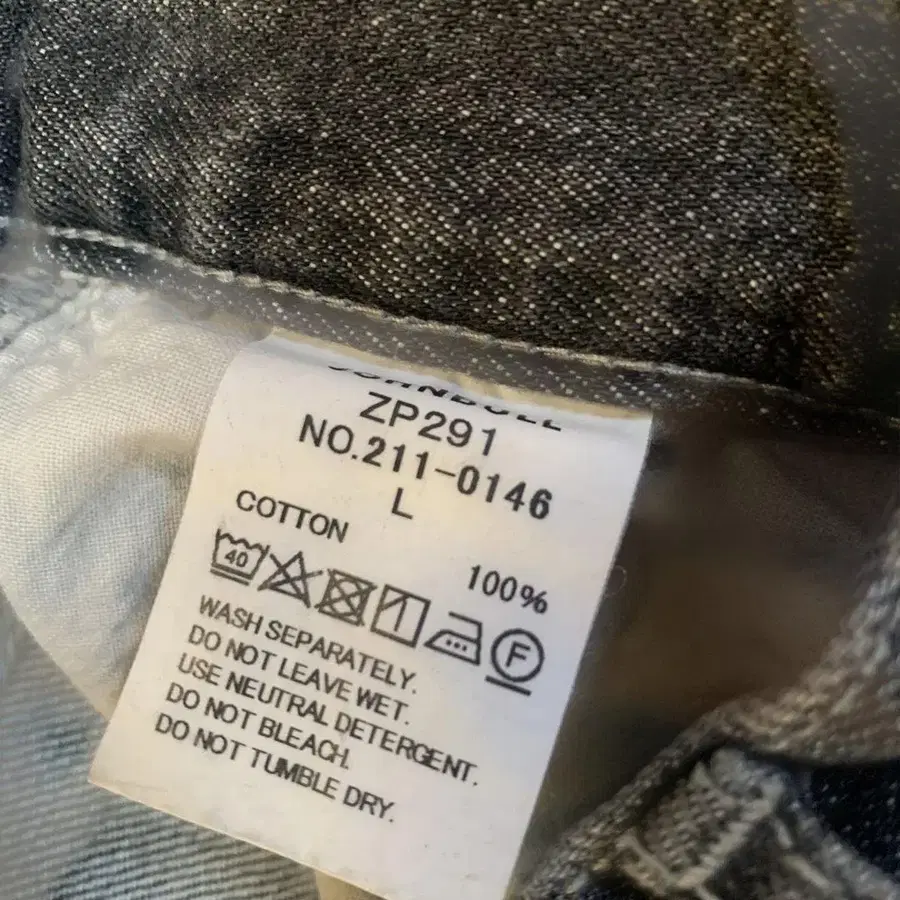 JOHNBULL
ZP291
NO.211-0146
L
COTTON
100%
40
F
WASH SEPARATELY.
DO NOT LEAVE WET.
USE NEUTRAL DETERGENT.
DO NOT BLEACH.
DO NOT TUMBLE DRY.